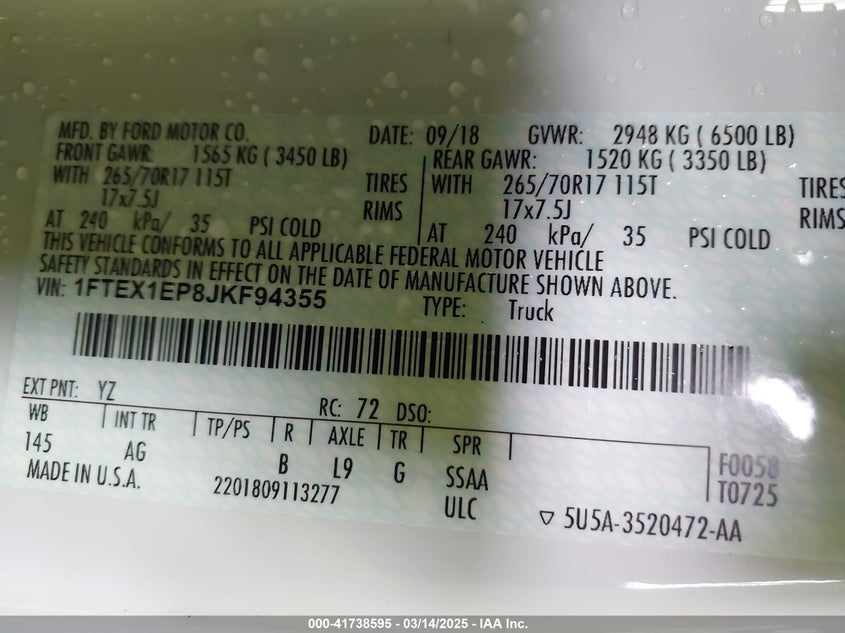 MFD. BY FORD MOTOR CO. DATE: 09/18 GVWR: 2948 KG ( 6500 LB)
FRONT GAWR: 1565 KG ( 3450 LB) REAR GAWR: 1520 KG ( 3350 LB)
WITH 265/70R17 115T TIRES WITH 265/70R17 115T TIRES
17x7.5J RIMS 17x7.5J RIMS
AT 240 kPa/ 35 PSI COLD AT 240 kPa/ 35 PSI COLD
THIS VEHICLE CONFORMS TO ALL APPLICABLE FEDERAL MOTOR VEHICLE
SAFETY STANDARDS IN EFFECT ON THE DATE OF MANUFACTURE SHOWN ABOVE.
VIN: 1FTEX1EP8JKF94355 TYPE: Truck
EXT PNT: YZ RC: 72 DSO:
WB INT TR TP/PS R AXLE TR SPR
145 AG B L9 G SSAA F0058
MADE IN U.S.A. 2201809113277 ULC T0725
▽ 5U5A-3520472-AA
000-41738595 - 03/14/2025 - IAA Inc.